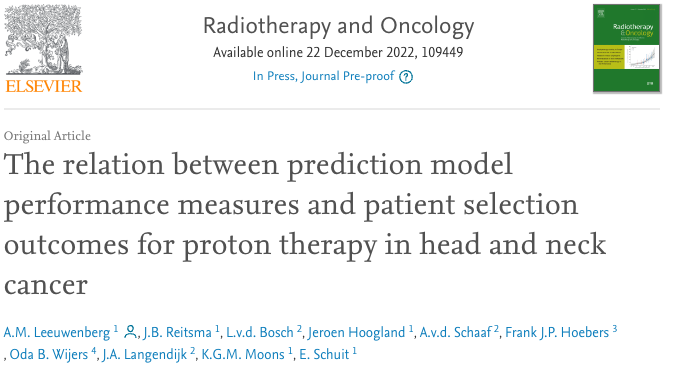 Radiotherapy and Oncology
Available online 22 December 2022, 109449
In Press, Journal Pre-proof ?
ELSEVIER
Radiotherapy
&Oncology
Original Article
The relation between prediction model
performance measures and patient selection
outcomes for proton therapy in head and neck
cancer
A.M. Leeuwenberg 1, J.B. Reitsma 1, L.v.d. Bosch 2, Jeroen Hoogland 1, A.v.d. Schaaf 2, Frank J.P. Hoebers 3
, Oda B. Wijers 4, J.A. Langendijk 2, K.G.M. Moons 1, E. Schuit 1